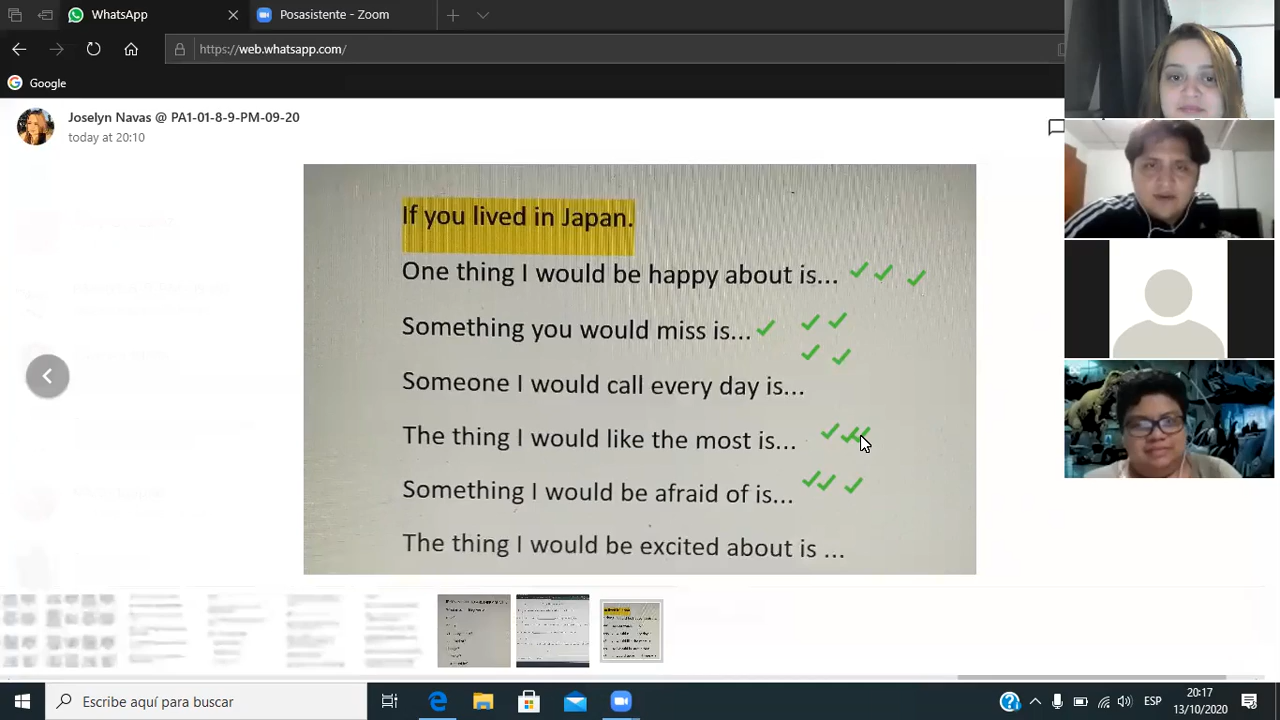 WhatsApp
Posasistente - Zoom
https://web.whatsapp.com/
Google
Joselyn Navas @ PA1-01-8-9-PM-09-20
today at 20:10
If you lived in Japan.
One thing I would be happy about is...
Something you would miss is...
Someone I would call every day is...
The thing I would like the most is...
Something I would be afraid of is...
The thing I would be excited about is ...
Escribe aquí para buscar
ESP
20:17
13/10/2020